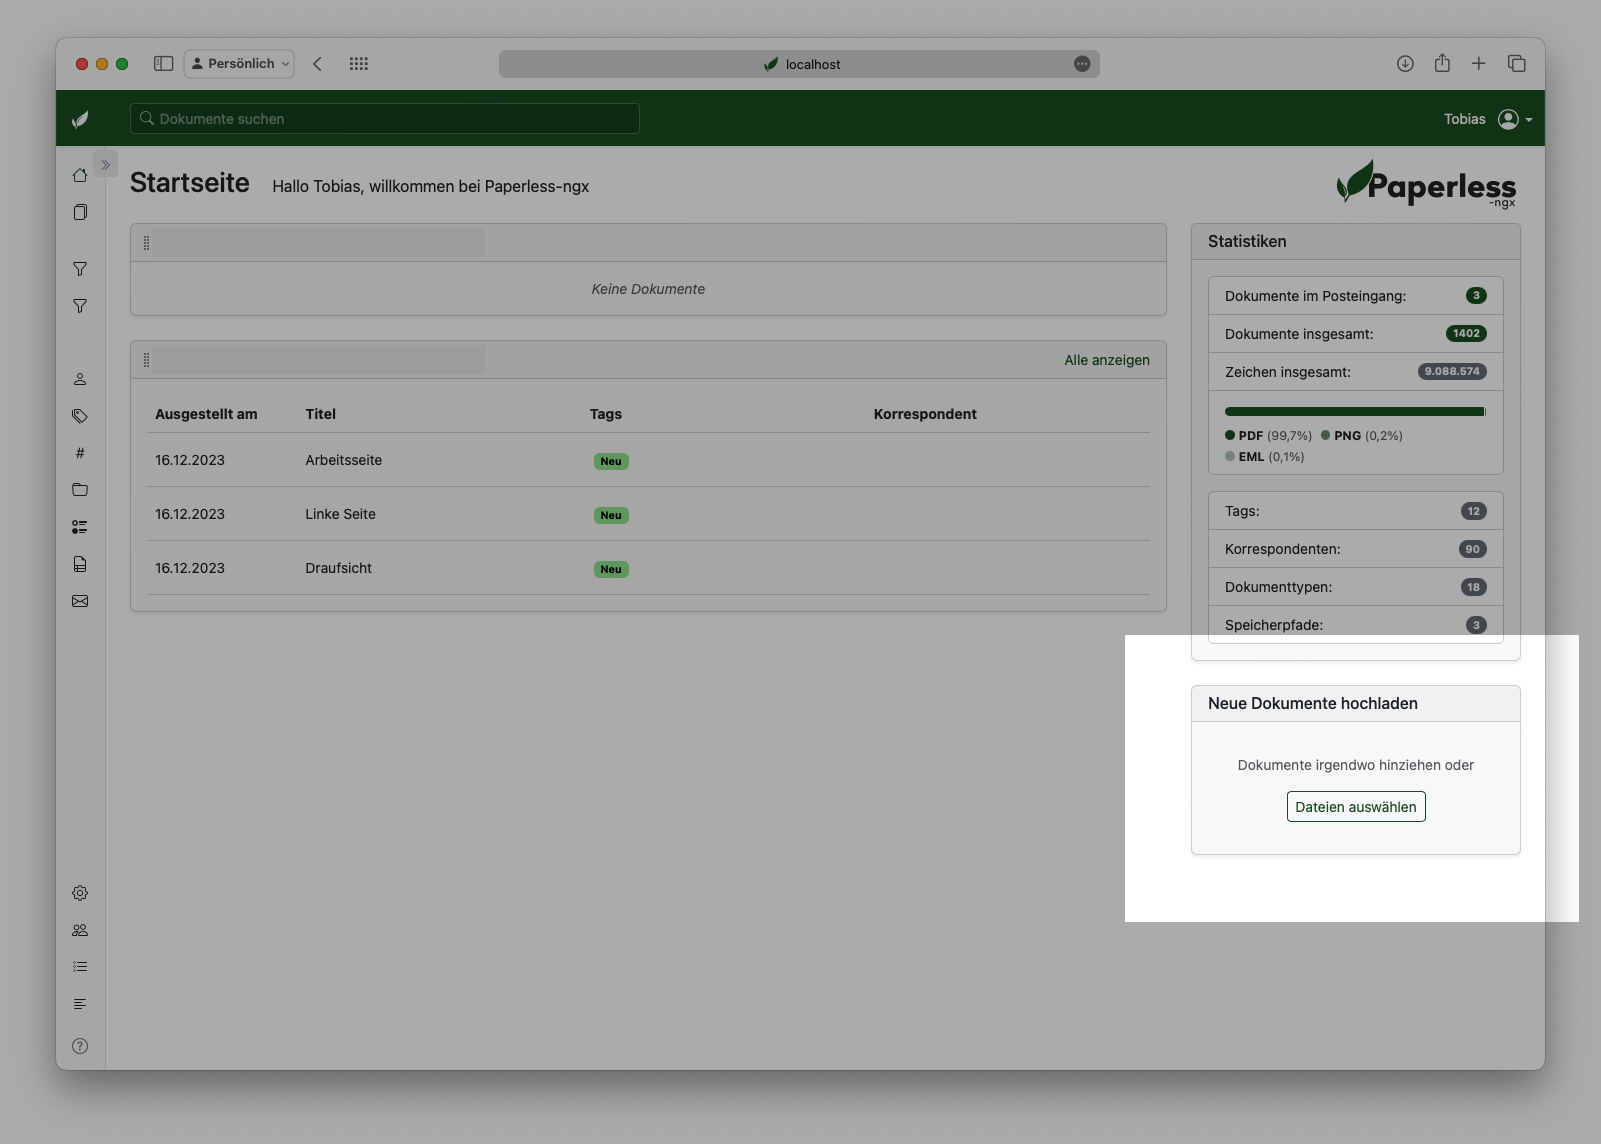 Persönlich
localhost
Dokumente suchen
Tobias
Startseite
Hallo Tobias, willkommen bei Paperless-ngx
Paperless
-ngx
Keine Dokumente
Alle anzeigen
Ausgestellt am Titel Tags Korrespondent
16.12.2023 Arbeitsseite Neu
16.12.2023 Linke Seite Neu
16.12.2023 Draufsicht Neu
Statistiken
Dokumente im Posteingang: 3
Dokumente insgesamt: 1402
Zeichen insgesamt: 9.088.574
PDF (99,7%) PNG (0,2%)
EML (0,1%)
Tags: 12
Korrespondenten: 90
Dokumenttypen: 18
Speicherpfade: 3
Neue Dokumente hochladen
Dokumente irgendwo hinziehen oder
Dateien auswählen